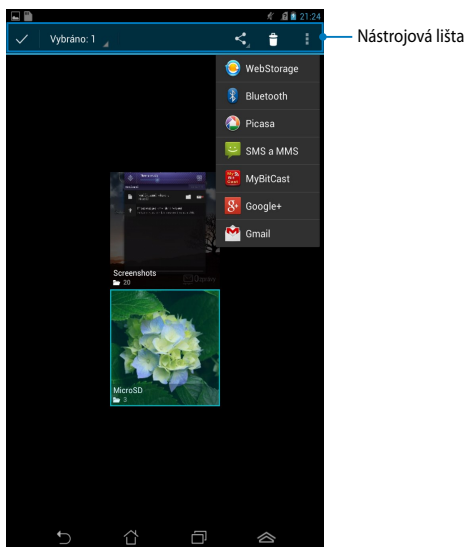 21:24
Vybráno: 1
Nástrojová lišta
WebStorage
Bluetooth
Picasa
SMS a MMS
MyBitCast
Google+
Gmail
Screenshots
20
MicroSD
3